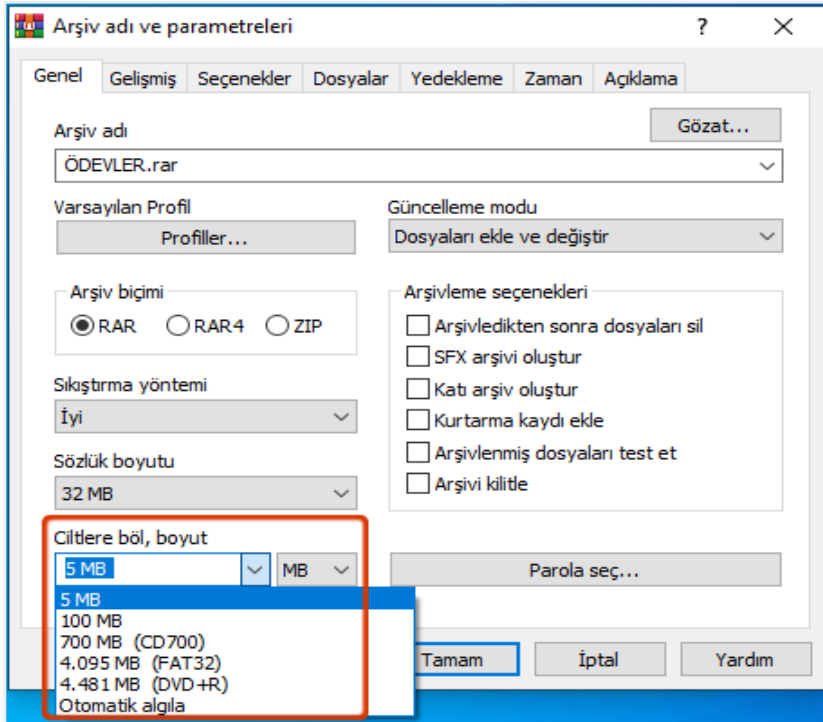 Arşiv adı ve parametreleri
?
Genel Gelişmiş Seçenekler Dosyalar Yedekleme Zaman Açıklama
Arşiv adı
Gözat...
ÖDEVLER.rar
Varsayılan Profil
Profiller...
Güncelleme modu
Dosyaları ekle ve değiştir
Arşiv biçimi
RAR RAR4 ZIP
Sıkıştırma yöntemi
İyi
Sözlük boyutu
32 MB
Arşivleme seçenekleri
Arşivledikten sonra dosyaları sil
SFX arşivi oluştur
Katı arşiv oluştur
Kurtarma kaydı ekle
Arşivlenmiş dosyaları test et
Arşivi kilitle
Ciltlere böl, boyut
5 MB MB
5 MB
100 MB
700 MB (CD700)
4.095 MB (FAT32)
4.481 MB (DVD+R)
Otomatik algıla
Parola seç...
Tamam İptal Yardım